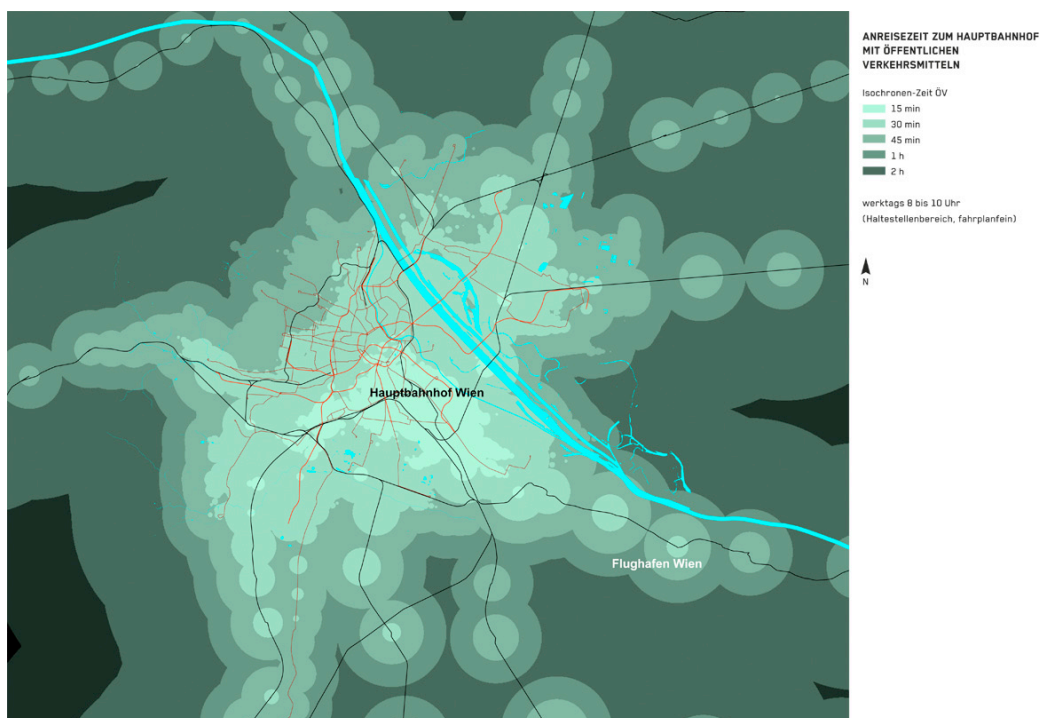 ANREISEZEIT ZUM HAUPTBAHNHOF
MIT ÖFFENTLICHEN
VERKEHRSMITTELN
Isochronen-Zeit ÖV
15 min
30 min
45 min
1 h
2 h
werktags 8 bis 10 Uhr
(Haltestellenbereich, fahrplanfein)
N
Hauptbahnhof Wien
Flughafen Wien